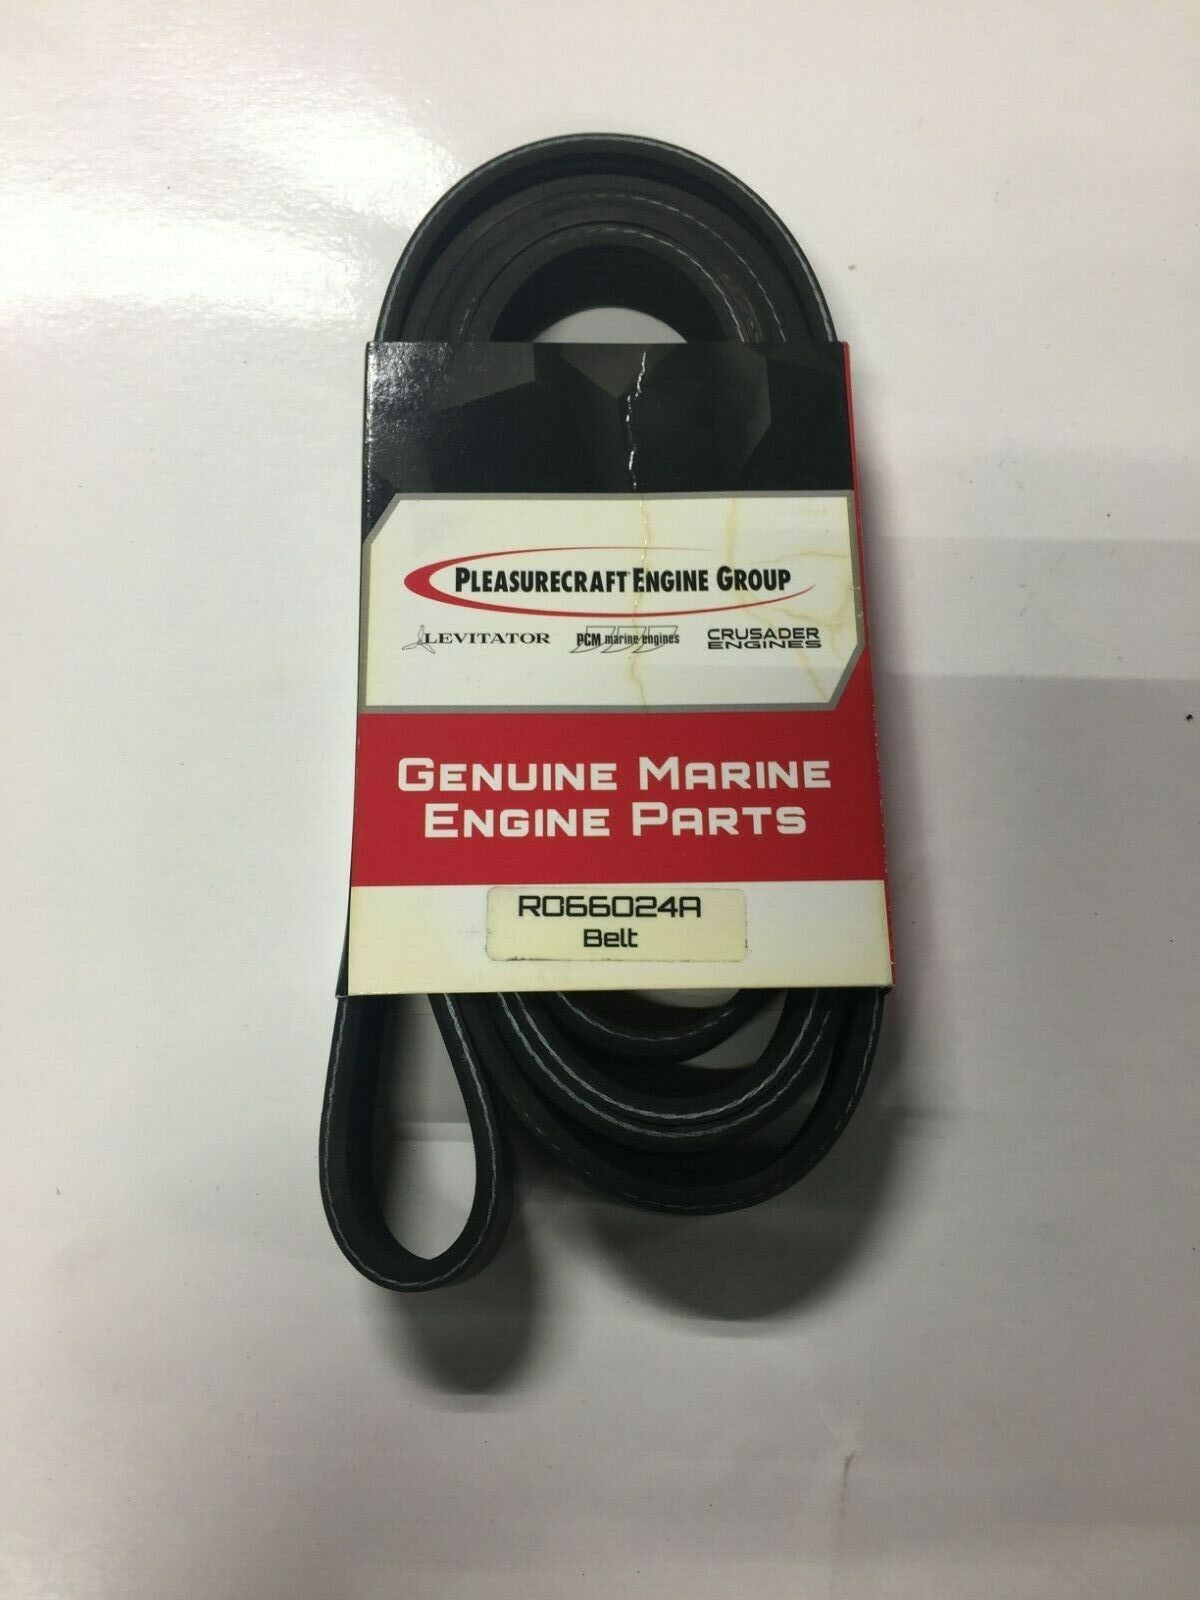 PLEASURECRAFT ENGINE GROUP
LEVITATOR PCM marine engines CRUSADER
ENGINES
GENUINE MARINE
ENGINE PARTS
R066024A
Belt